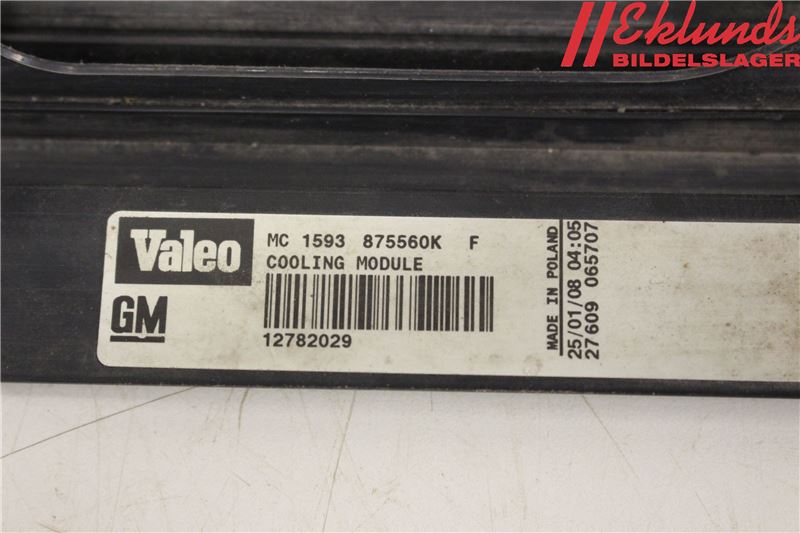 Eklunds
BILDELSLAGER
Valeo
MC 1593 875560K F
COOLING MODULE
GM
12782029
MADE IN POLAND
25/01/08 04:05
27609 065707